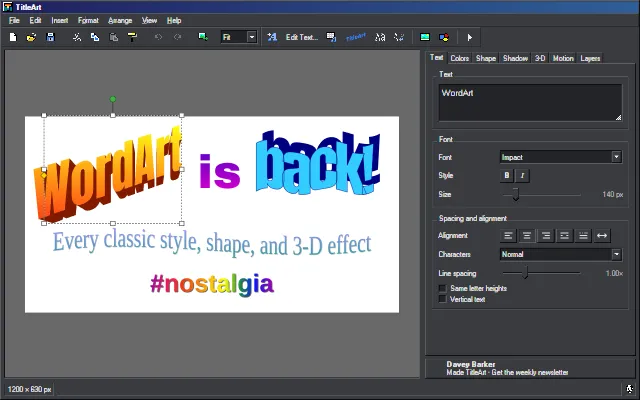 TitleArt
File Edit Insert Format Arrange View Help
Fit Edit Text... TitleArt Aa
Text Colors Shape Shadow 3-D Motion Layers
Text
WordArt
Font
Font Impact
Style B I
Size 140 px
Spacing and alignment
Alignment
Characters Normal
Line spacing 1.00×
Same letter heights
Vertical text
WordArt is back!
Every classic style, shape, and 3-D effect
#nostalgia
Davey Barker
Made TitleArt · Get the weekly newsletter
1200 × 630 px